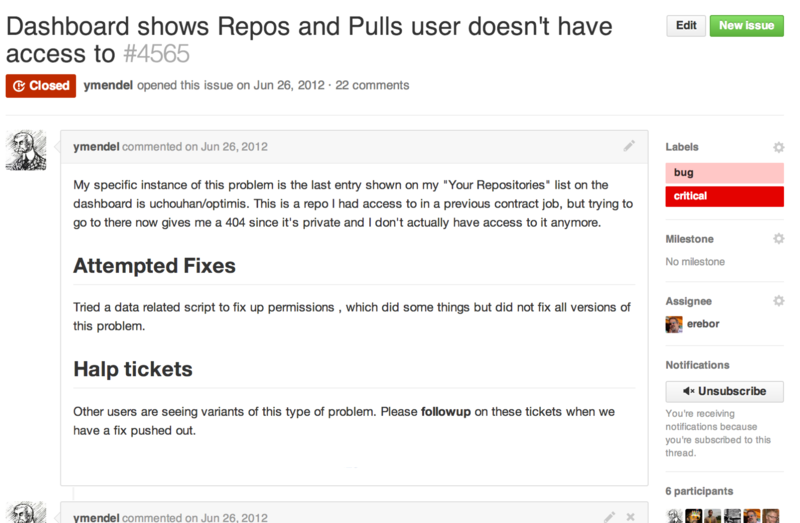 Dashboard shows Repos and Pulls user doesn't have
access to #4565
Edit
New issue
Closed
ymendel opened this issue on Jun 26, 2012 · 22 comments
ymendel commented on Jun 26, 2012
My specific instance of this problem is the last entry shown on my "Your Repositories" list on the
dashboard is uchouhan/optimis. This is a repo I had access to in a previous contract job, but trying to
go to there now gives me a 404 since it's private and I don't actually have access to it anymore.
Attempted Fixes
Tried a data related script to fix up permissions , which did some things but did not fix all versions of
this problem.
Halp tickets
Other users are seeing variants of this type of problem. Please followup on these tickets when we
have a fix pushed out.
ymendel commented on Jun 26, 2012
Labels
bug
critical
Milestone
No milestone
Assignee
erebor
Notifications
Unsubscribe
You're receiving
notifications because
you're subscribed to this
thread.
6 participants